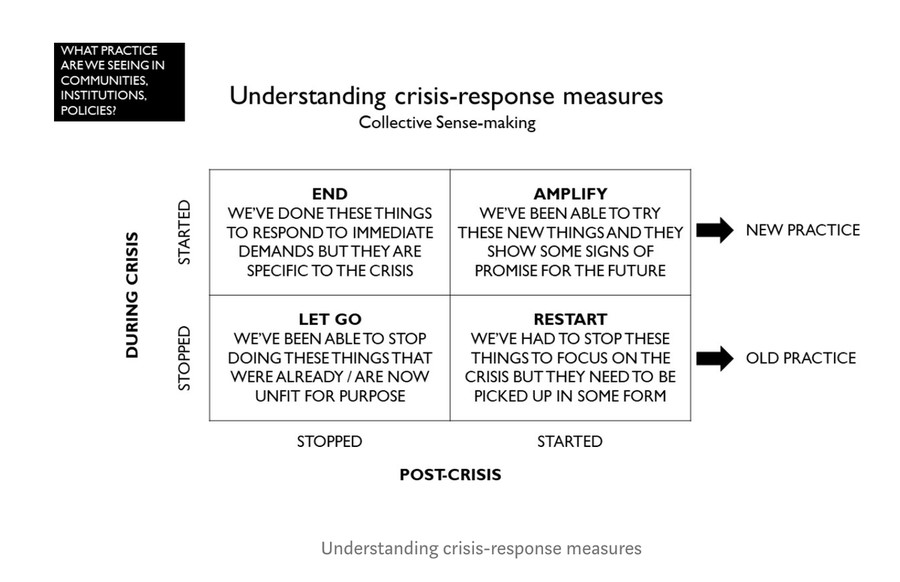 WHAT PRACTICE
ARE WE SEEING IN
COMMUNITIES,
INSTITUTIONS,
POLICIES?
Understanding crisis-response measures
Collective Sense-making
DURING CRISIS
STARTED
END
WE'VE DONE THESE THINGS
TO RESPOND TO IMMEDIATE
DEMANDS BUT THEY ARE
SPECIFIC TO THE CRISIS
AMPLIFY
WE'VE BEEN ABLE TO TRY
THESE NEW THINGS AND THEY
SHOW SOME SIGNS OF
PROMISE FOR THE FUTURE
NEW PRACTICE
STOPPED
LET GO
WE'VE BEEN ABLE TO STOP
DOING THESE THINGS THAT
WERE ALREADY / ARE NOW
UNFIT FOR PURPOSE
RESTART
WE'VE HAD TO STOP THESE
THINGS TO FOCUS ON THE
CRISIS BUT THEY NEED TO BE
PICKED UP IN SOME FORM
OLD PRACTICE
STOPPED
STARTED
POST-CRISIS
Understanding crisis-response measures